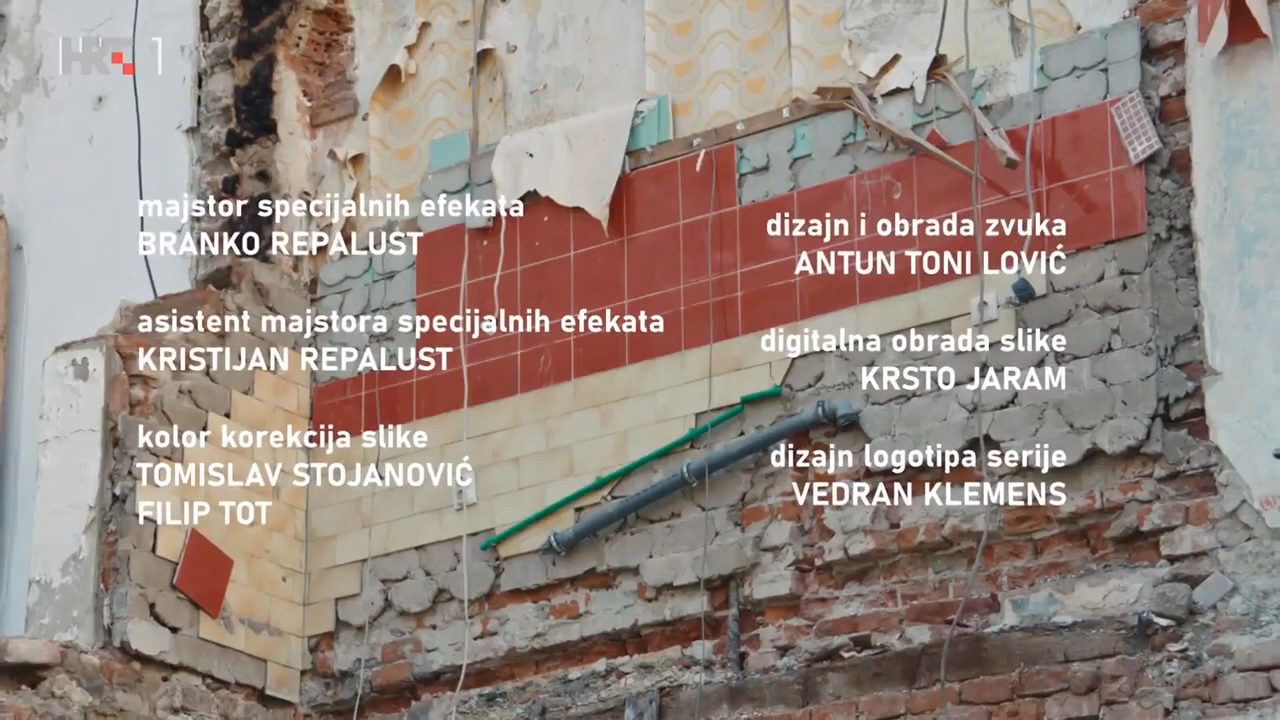 HRT 1
majstor specijalnih efekata
BRANKO REPALUST
asistent majstora specijalnih efekata
KRISTIJAN REPALUST
kolor korekcija slike
TOMISLAV STOJANOVIĆ
FILIP TOT
dizajn i obrada zvuka
ANTUN TONI LOVIĆ
digitalna obrada slike
KRSTO JARAM
dizajn logotipa serije
VEDRAN KLEMENS